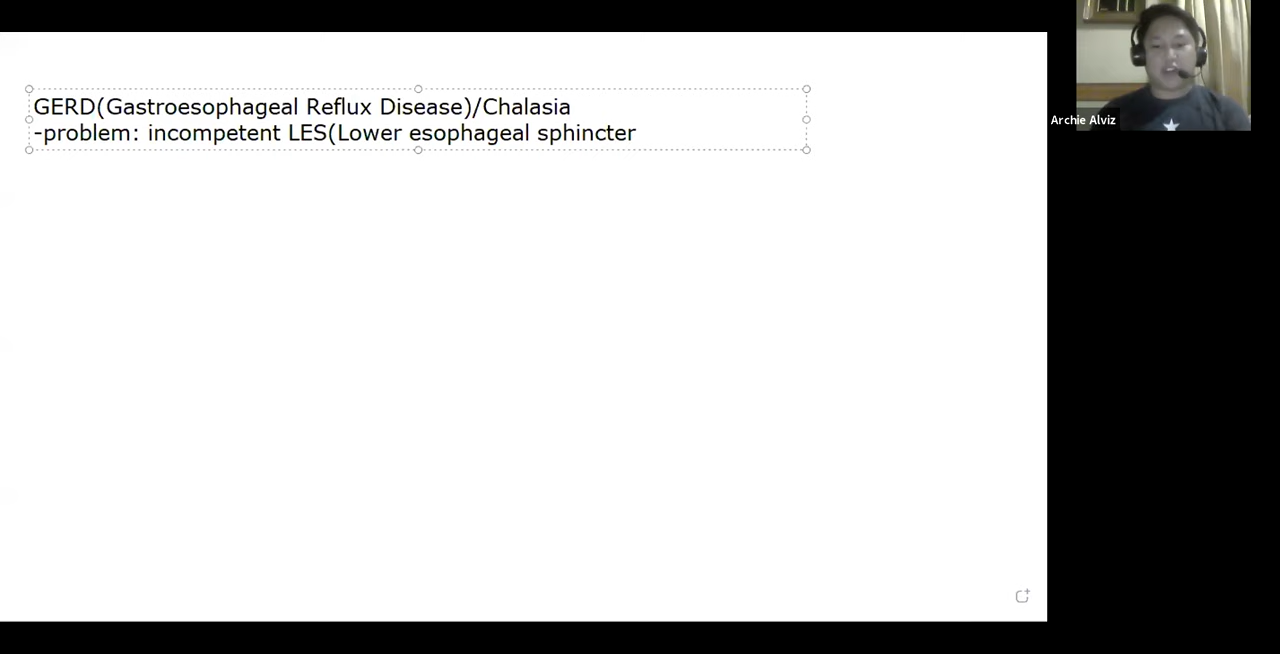 GERD(Gastroesophageal Reflux Disease)/Chalasia
-problem: incompetent LES(Lower esophageal sphincter
Archie Alviz